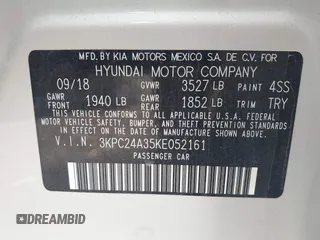 MFD. BY KIA MOTORS MEXICO S.A. DE C.V. FOR
HYUNDAI MOTOR COMPANY
09/18 GVWR 3527 LB PAINT 4SS
GAWR FRONT 1940 LB GAWR REAR 1852 LB TRIM TRY
THIS VEHICLE CONFORMS TO ALL APPLICABLE U.S. FEDERAL MOTOR
VEHICLE SAFETY, BUMPER, AND THEFT PREVENTION STANDARDS
IN EFFECT ON THE DATE OF MANUFACTURE SHOWN ABOVE.
V.I.N. 3KPC24A35KE052161
PASSENGER CAR
DREAMBID